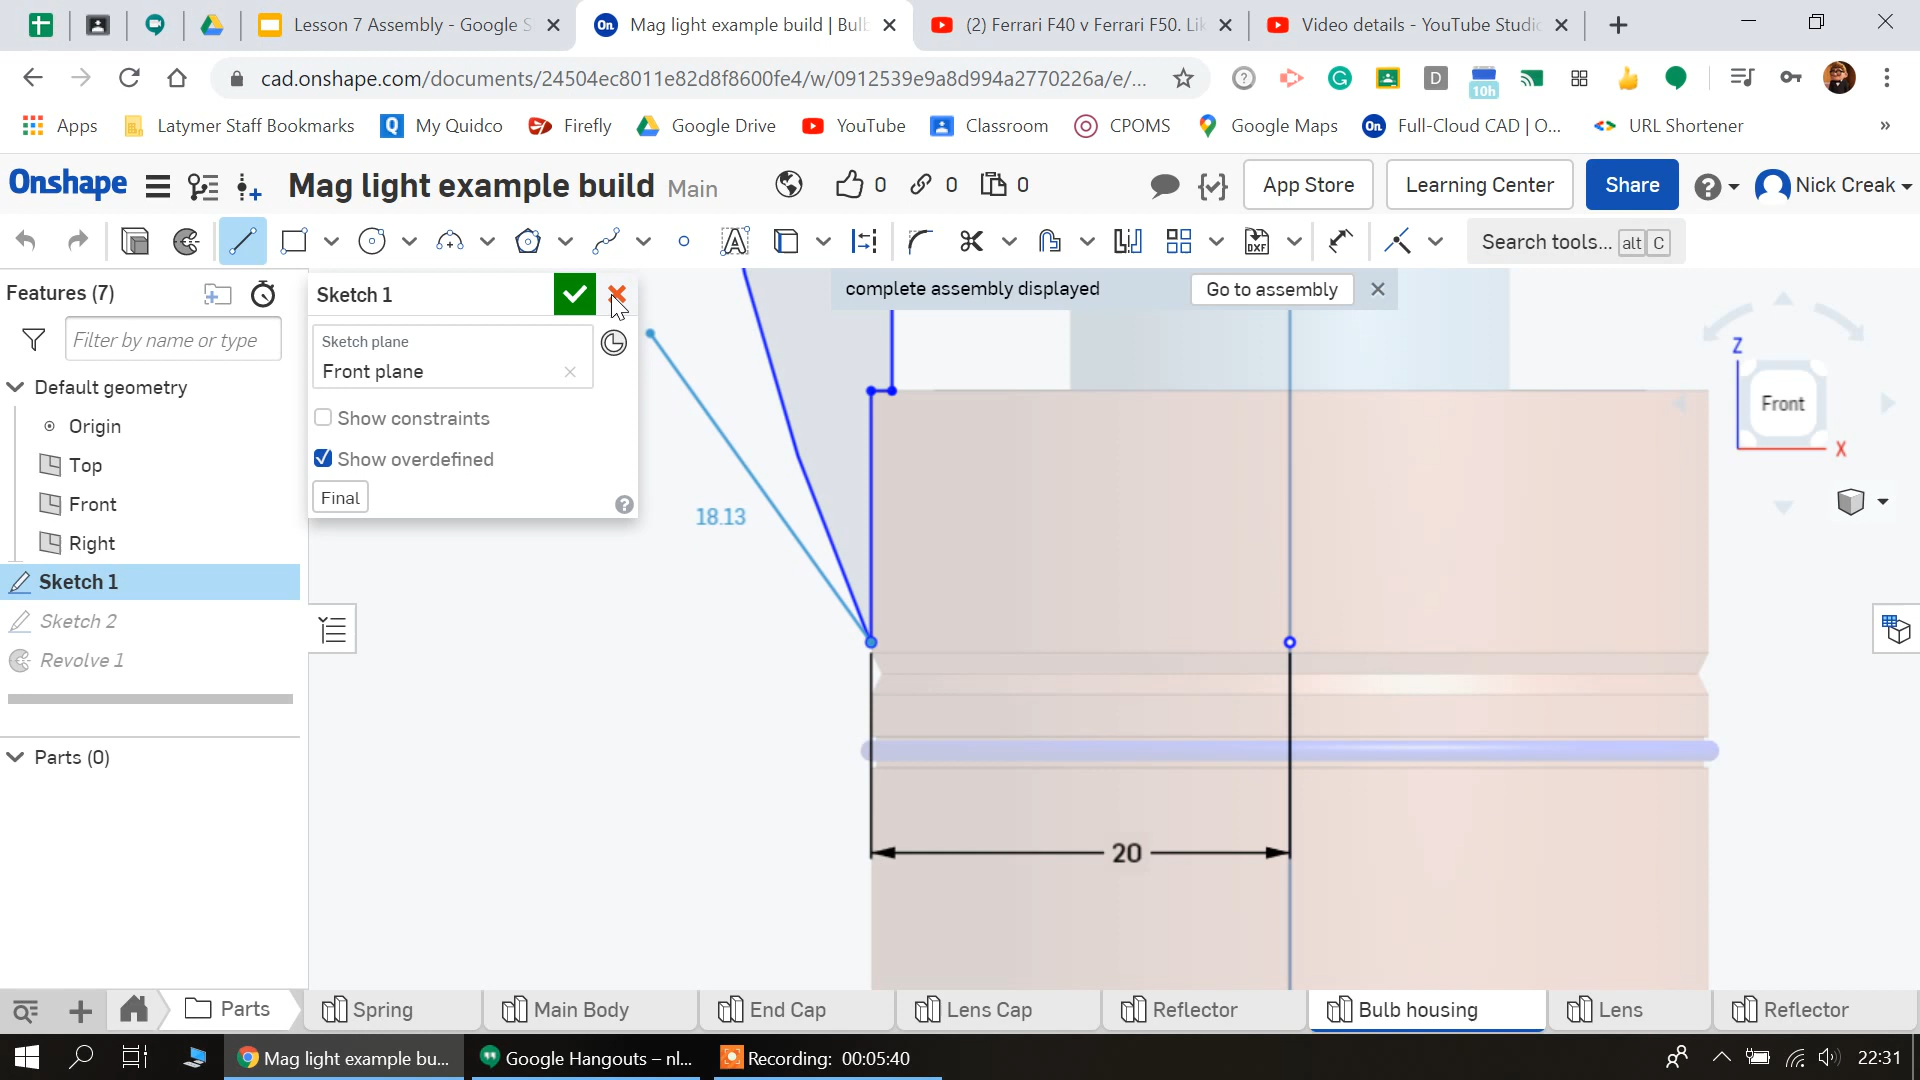 Lesson 7 Assembly - Google S
Mag light example build | Bulb
(2) Ferrari F40 v Ferrari F50. Lik
Video details - YouTube Studio
cad.onshape.com/documents/24504ec8011e82d8f8600fe4/w/0912539e9a8d994a2770226a/e/...
10h
Apps
Latymer Staff Bookmarks
My Quidco
Firefly
Google Drive
YouTube
Classroom
CPOMS
Google Maps
Full-Cloud CAD | O...
URL Shortener
»
Onshape
Mag light example build Main
0
0
0
App Store
Learning Center
Share
Nick Creak
Search tools... alt C
Features (7)
Filter by name or type
Default geometry
Origin
Top
Front
Right
Sketch 1
Sketch 2
Revolve 1
Parts (0)
Sketch 1
Sketch plane
Front plane
Show constraints
Show overdefined
Final
complete assembly displayed
Go to assembly
18.13
20
Z
Front
X
Parts
Spring
Main Body
End Cap
Lens Cap
Reflector
Bulb housing
Lens
Reflector
Mag light example bu...
Google Hangouts – nl...
Recording: 00:05:40
22:31